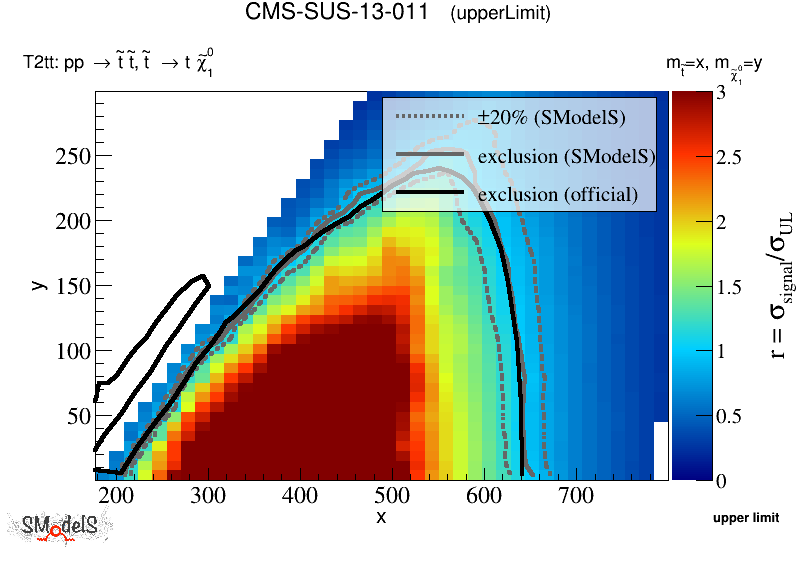 CMS-SUS-13-011 (upperLimit)
T2tt: pp → t̃ t̃, t̃ → t χ̃⁰₁
m_t̃=x, m_χ̃⁰₁=y
±20% (SModelS)
exclusion (SModelS)
exclusion (official)
y
250
200
150
100
50
200 300 400 500 600 700
x
3
2.5
2
1.5
1
0.5
0
r = σ_signal/σ_UL
SModelS
upper limit